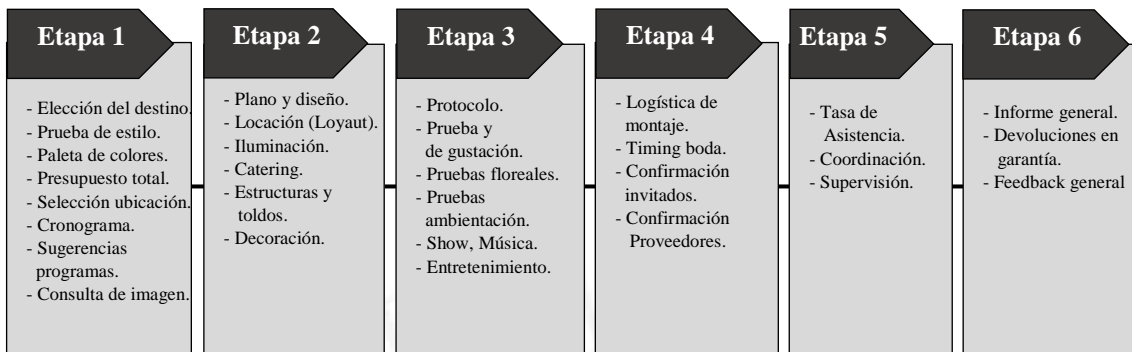 Etapa 1
- Elección del destino.
- Prueba de estilo.
- Paleta de colores.
- Presupuesto total.
- Selección ubicación.
- Cronograma.
- Sugerencias
programas.
- Consulta de imagen.
Etapa 2
- Plano y diseño.
- Locación (Loyaut).
- Iluminación.
- Catering.
- Estructuras y
toldos.
- Decoración.
Etapa 3
- Protocolo.
- Prueba y
de gustación.
- Pruebas floreales.
- Pruebas
ambientación.
- Show, Música.
- Entretenimiento.
Etapa 4
- Logística de
montaje.
- Timing boda.
- Confirmación
invitados.
- Confirmación
Proveedores.
Etapa 5
- Tasa de
Asistencia.
- Coordinación.
- Supervisión.
Etapa 6
- Informe general.
- Devoluciones en
garantía.
- Feedback general